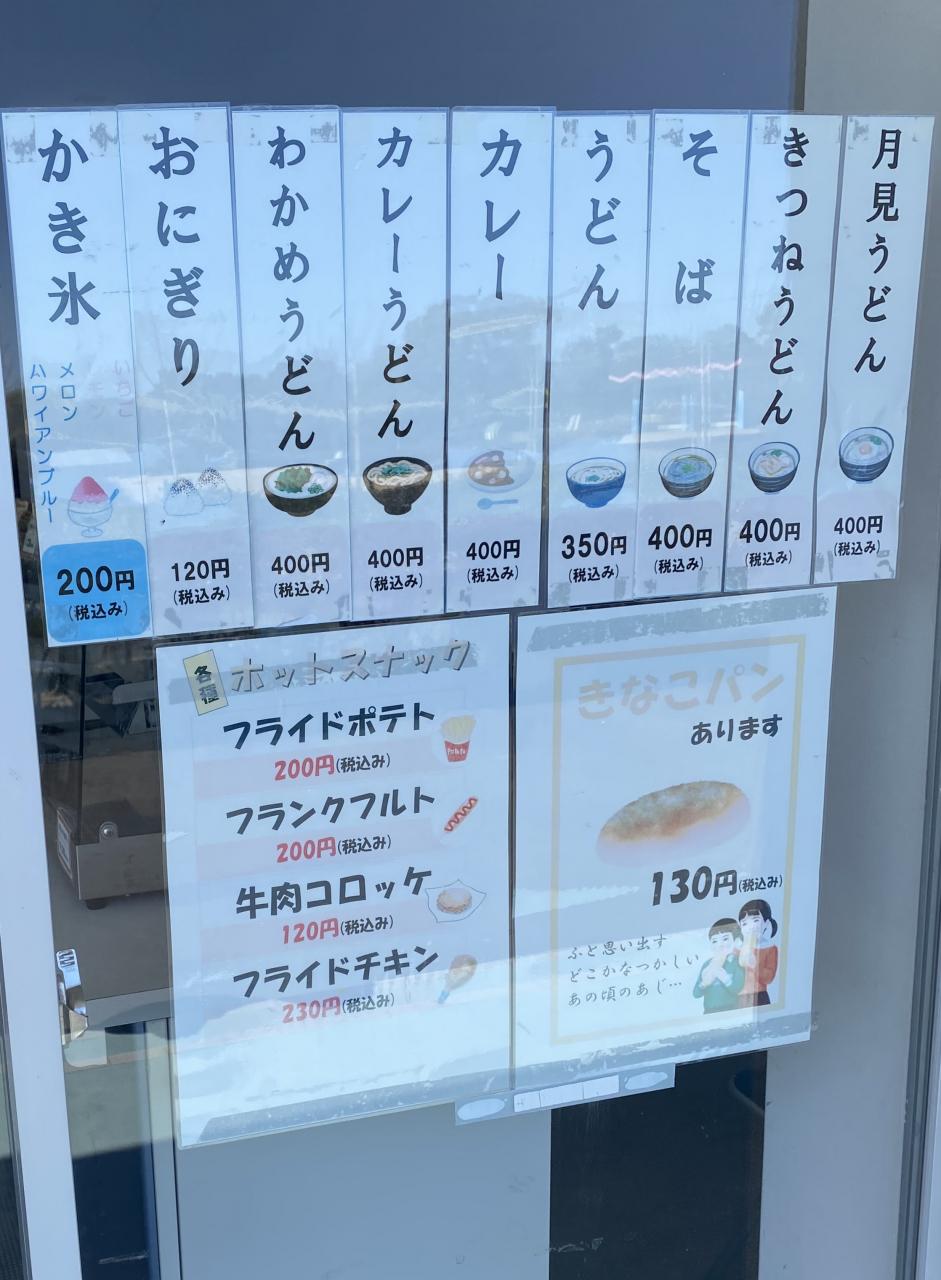 月見うどん
400円
(税込み)
きつねうどん
400円
(税込み)
そば
400円
(税込み)
うどん
350円
(税込み)
カレー
400円
(税込み)
カレーうどん
400円
(税込み)
わかめうどん
400円
(税込み)
おにぎり
120円
(税込み)
かき氷
いちご
メロン
ハワイアンブルー
200円
(税込み)
各種
ホットスナック
フライドポテト
200円(税込み)
フランクフルト
200円(税込み)
牛肉コロッケ
120円(税込み)
フライドチキン
230円(税込み)
きなこパン
あります
130円(税込み)
ふと思い出す
どこかなつかしい
あの頃のあじ…